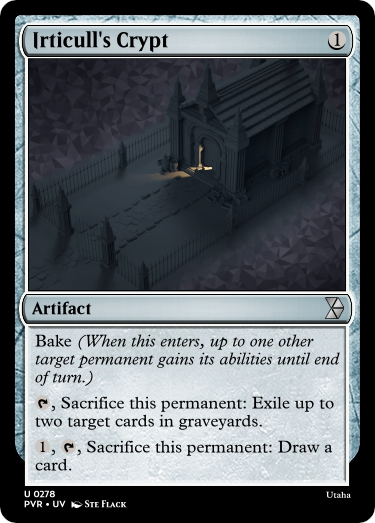 Irticull's Crypt
1
Artifact
Bake (When this enters, up to one other
target permanent gains its abilities until end
of turn.)
, Sacrifice this permanent: Exile up to
two target cards in graveyards.
1, , Sacrifice this permanent: Draw a
card.
U 0278
PVR • UV Ste Flack
Utaha